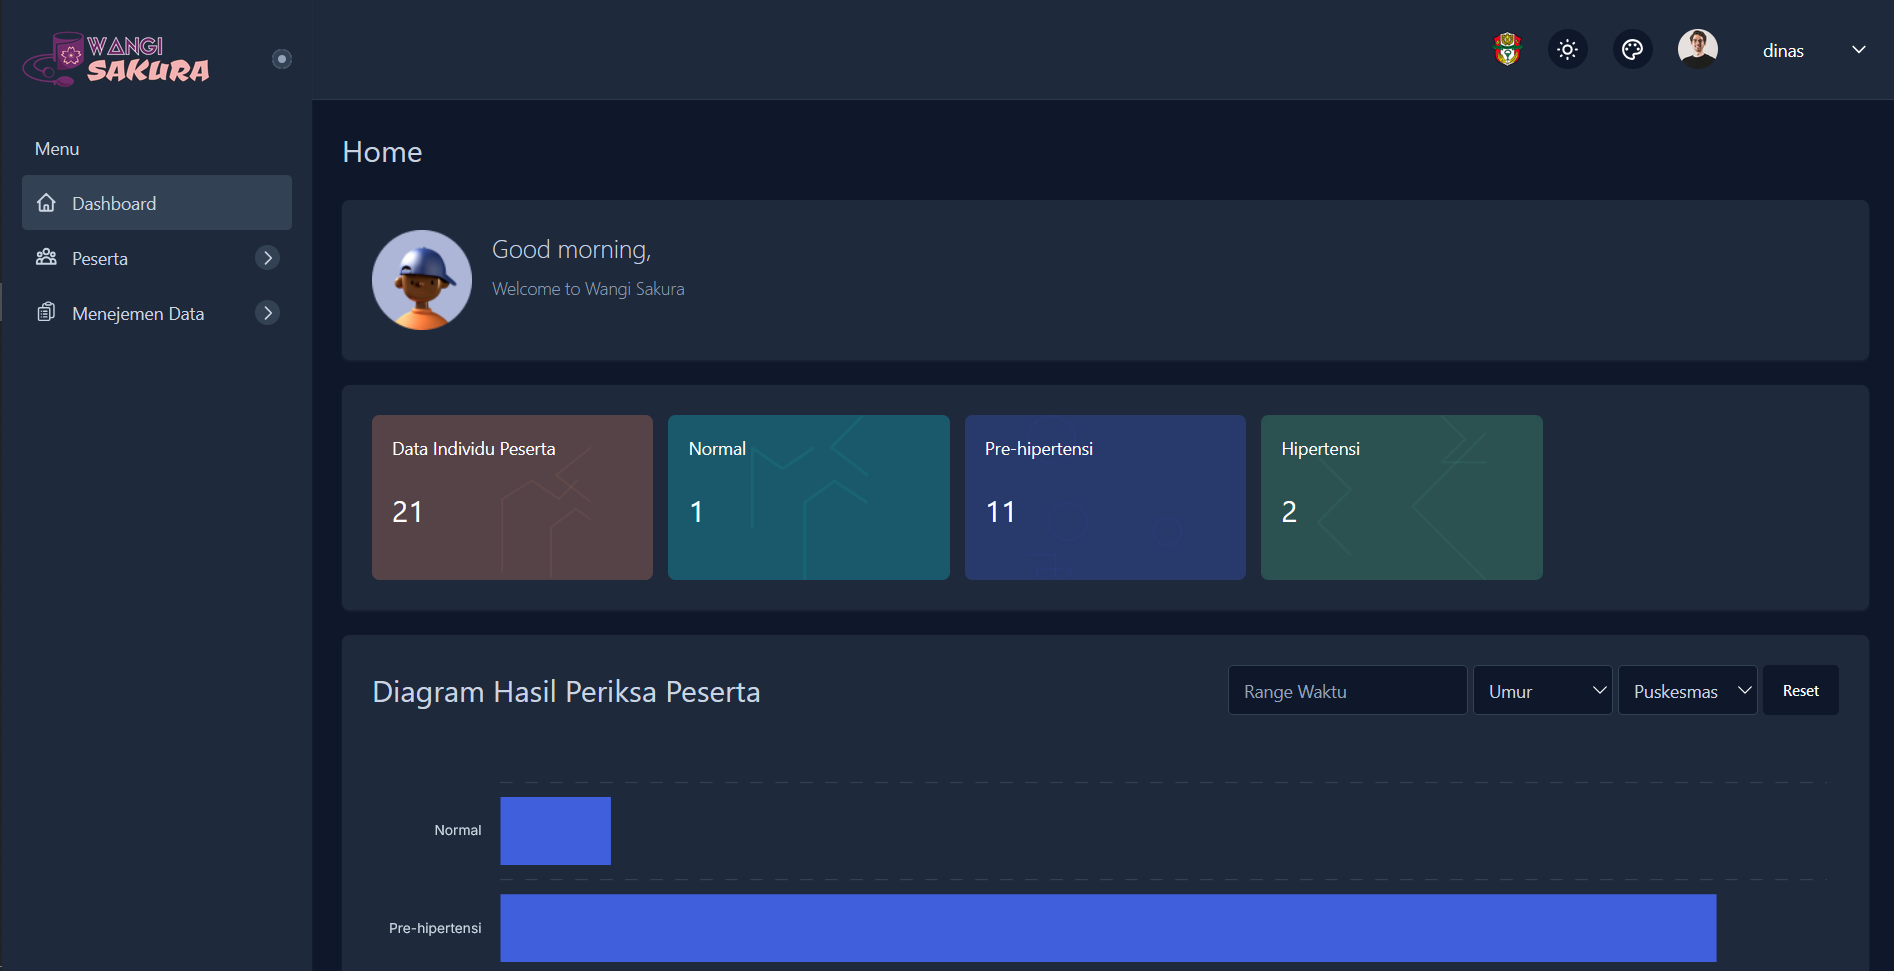 WANGI
SAKURA
dinas
Menu
Dashboard
Peserta
Menejemen Data
Home
Good morning,
Welcome to Wangi Sakura
Data Individu Peserta
21
Normal
1
Pre-hipertensi
11
Hipertensi
2
Diagram Hasil Periksa Peserta
Range Waktu
Umur
Puskesmas
Reset
Normal
Pre-hipertensi